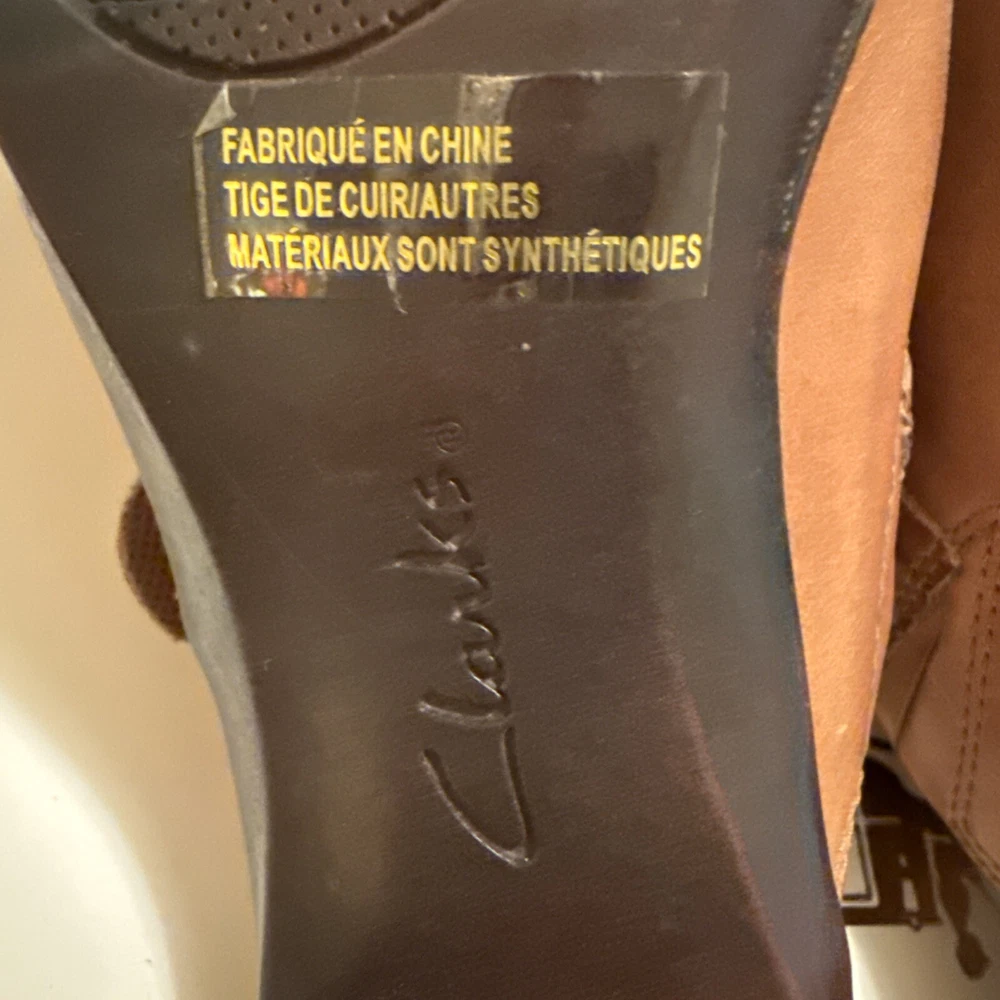 FABRIQUÉ EN CHINE
TIGE DE CUIR/AUTRES
MATÉRIAUX SONT SYNTHÉTIQUES
Clarks®